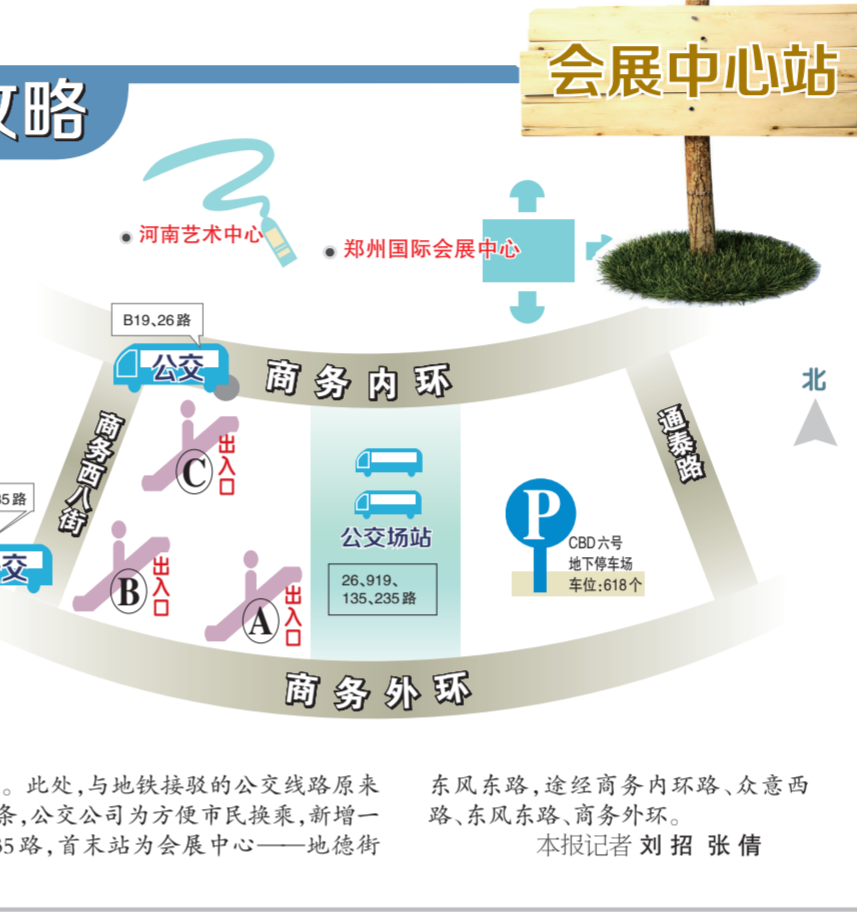 会展中心站
攻略
河南艺术中心
郑州国际会展中心
B19、26路
公交
商务内环
北
商务西八街
通泰路
C
出入口
公交场站
P
CBD六号
地下停车场
车位:618个
35路
交
B
出入口
A
出入口
26、919、
135、235路
商务外环
。此处,与地铁接驳的公交线路原来
条,公交公司为方便市民换乘,新增一
35路,首末站为会展中心——地德街
东风东路,途经商务内环路、众意西
路、东风东路、商务外环。
本报记者 刘招 张倩